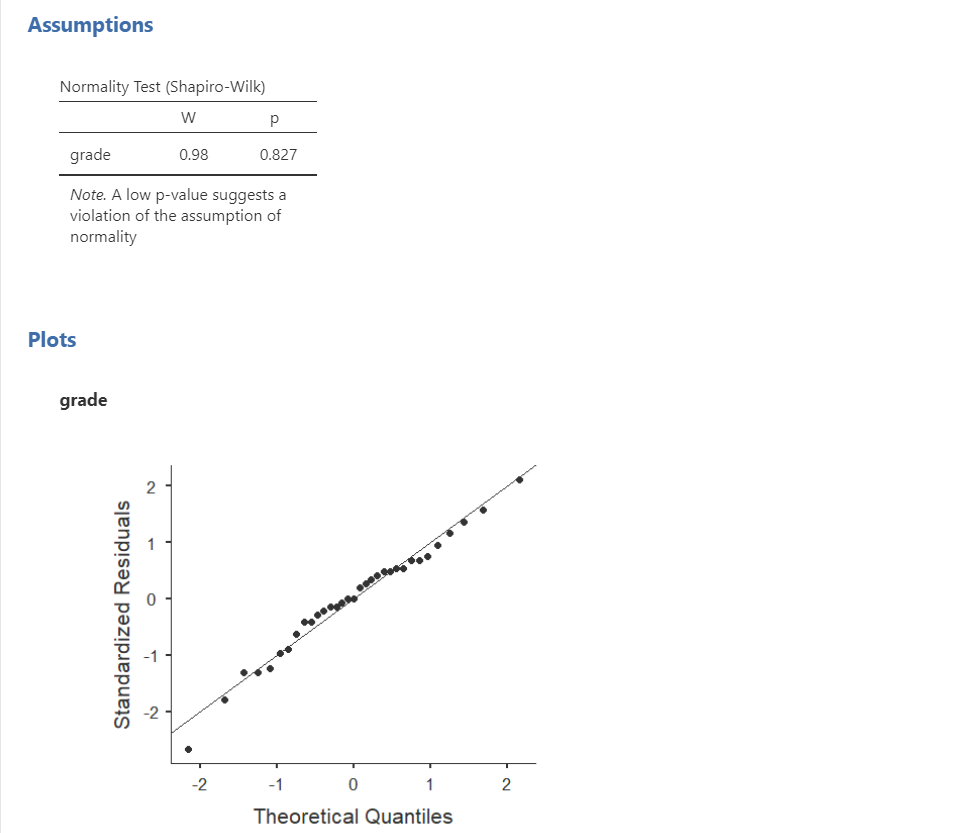 Assumptions
Normality Test (Shapiro-Wilk)
W p
grade 0.98 0.827
Note. A low p-value suggests a
violation of the assumption of
normality
Plots
grade
2
1
0
-1
-2
Standardized Residuals
-2 -1 0 1 2
Theoretical Quantiles